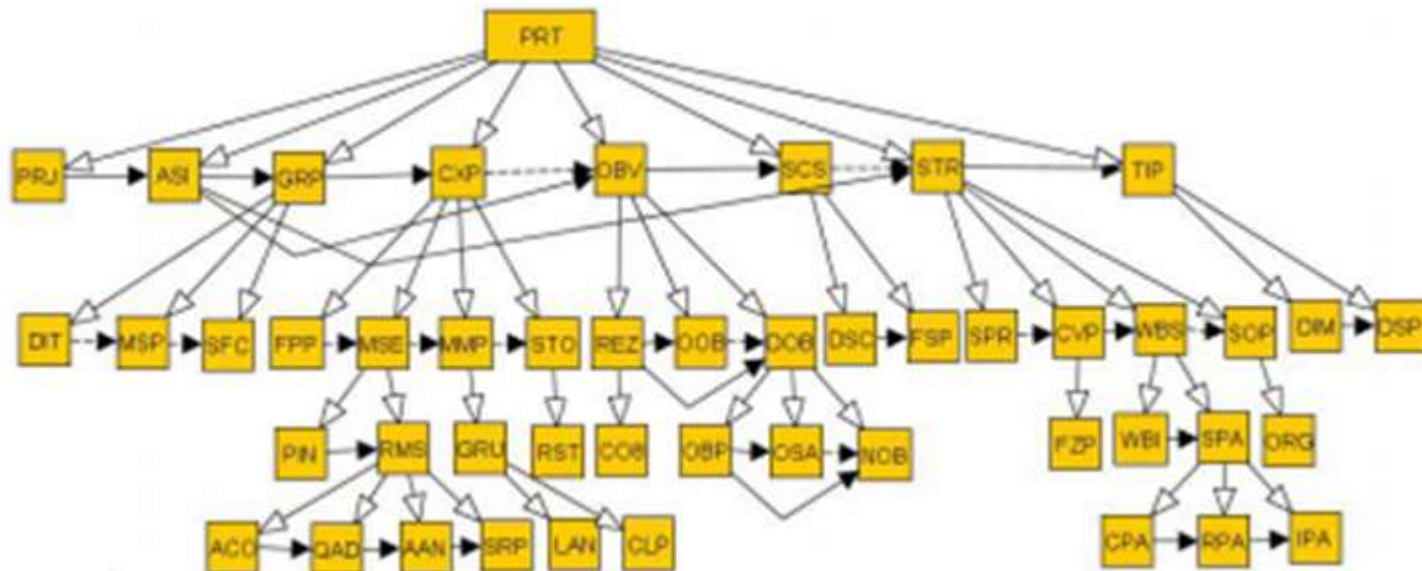 PRT
PRJ ASI GRP CXP OBV SCS STR TIP
DIT MSP SFC FPP MSE MMP STO REZ OOB DOB DSC FSP SPR CVP WBS SOP DIM DSP
PIN RMS GRU RST COB OBP OSA NOB FZP WBI SPA ORG
ACO QAD AAN SRP LAN CLP CPA RPA IPA